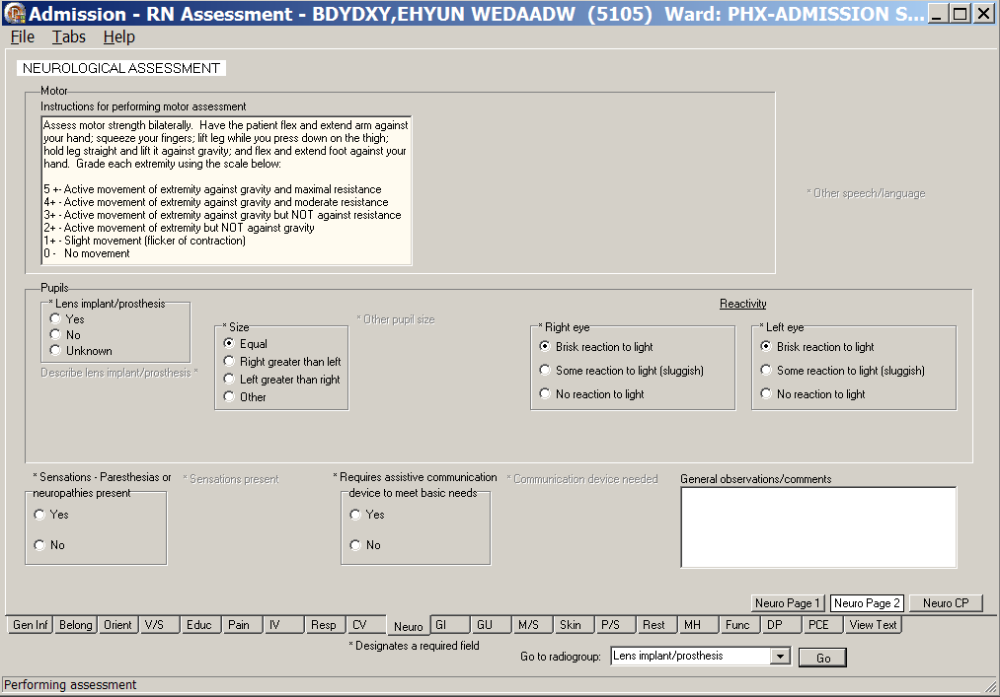 Admission - RN Assessment - BDYDXY,EHYUN WEDAADW (5105) Ward: PHX-ADMISSION S...
File Tabs Help
NEUROLOGICAL ASSESSMENT
Motor
Instructions for performing motor assessment
Assess motor strength bilaterally. Have the patient flex and extend arm against
your hand; squeeze your fingers; lift leg while you press down on the thigh;
hold leg straight and lift it against gravity; and flex and extend foot against your
hand. Grade each extremity using the scale below:
5 +- Active movement of extremity against gravity and maximal resistance
4+ - Active movement of extremity against gravity and moderate resistance
3+ - Active movement of extremity against gravity but NOT against resistance
2+ - Active movement of extremity but NOT against gravity
1+ - Slight movement (flicker of contraction)
0 - No movement
* Other speech/language
Pupils
* Lens implant/prosthesis
Yes
No
Unknown
Describe lens implant/prosthesis *
* Size
Equal
Right greater than left
Left greater than right
Other
* Other pupil size
Reactivity
* Right eye
Brisk reaction to light
Some reaction to light (sluggish)
No reaction to light
* Left eye
Brisk reaction to light
Some reaction to light (sluggish)
No reaction to light
* Sensations - Paresthesias or
neuropathies present
Yes
No
* Sensations present
* Requires assistive communication
device to meet basic needs
Yes
No
* Communication device needed
General observations/comments
Neuro Page 1 Neuro Page 2 Neuro CP
Gen Inf Belong Orient V/S Educ Pain IV Resp CV Neuro GI GU M/S Skin P/S Rest MH Func DP PCE View Text
* Designates a required field
Go to radiogroup: Lens implant/prosthesis Go
Performing assessment